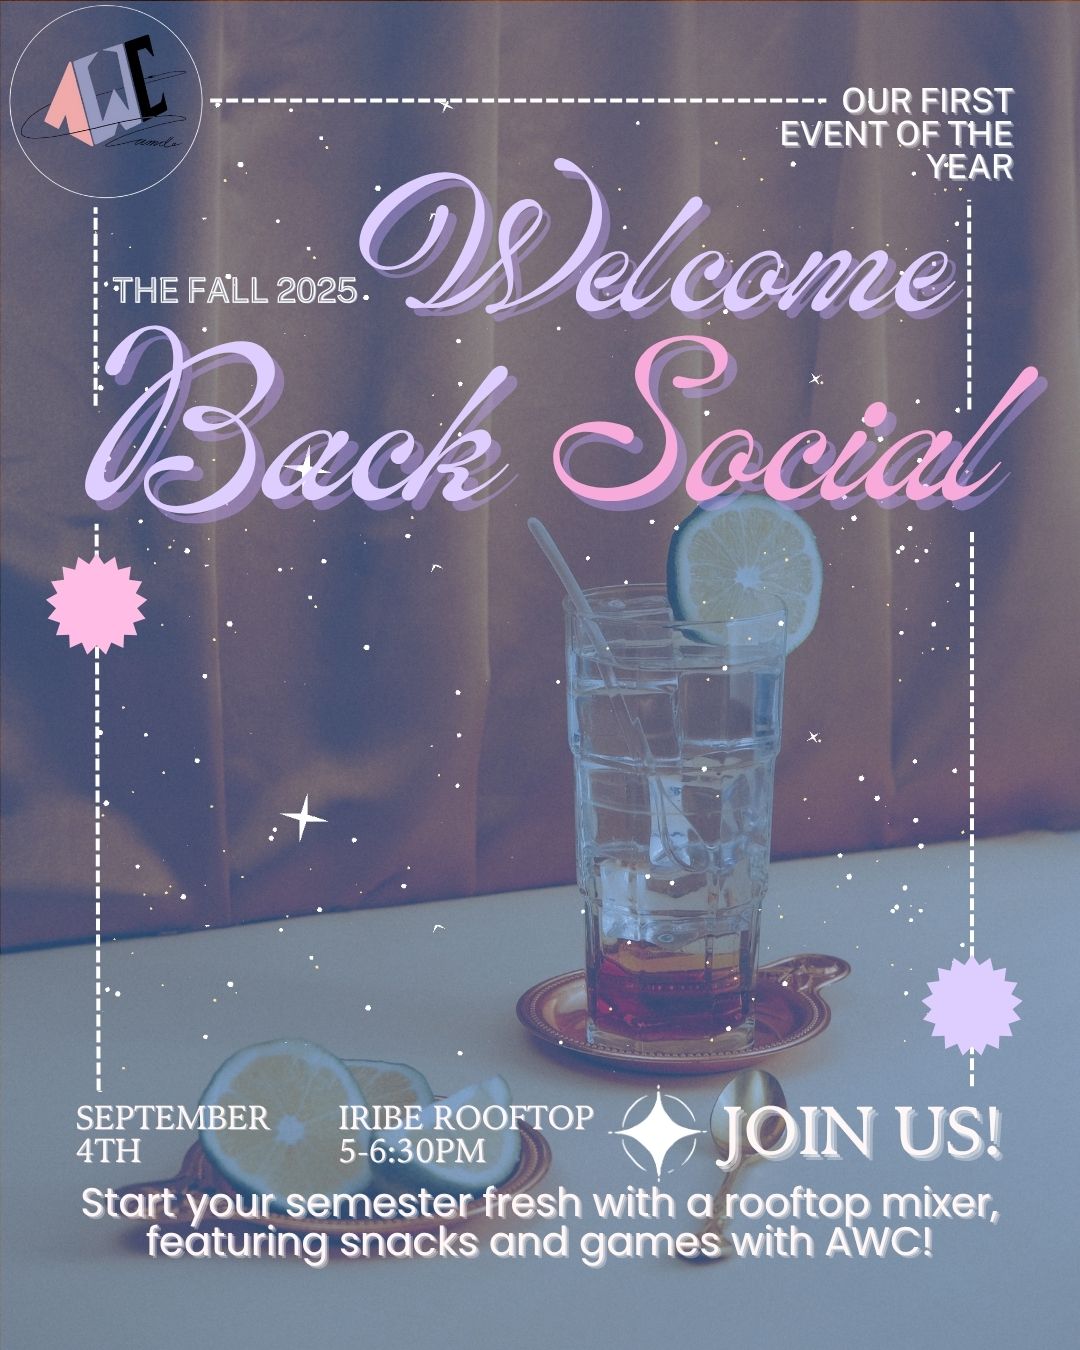 AWC
OUR FIRST
EVENT OF THE
YEAR
THE FALL 2025
Welcome
Back Social
SEPTEMBER
4TH
IRIBE ROOFTOP
5-6:30PM
JOIN US!
Start your semester fresh with a rooftop mixer,
featuring snacks and games with AWC!